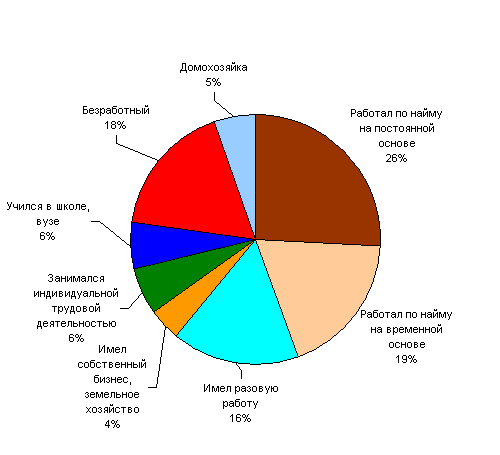 Домохозяйка
5%
Работал по найму
на постоянной
основе
26%
Работал по найму
на временной
основе
19%
Имел разовую
работу
16%
Имел
собственный
бизнес,
земельное
хозяйство
4%
Занимался
индивидуальной
трудовой
деятельностью
6%
Учился в школе,
вузе
6%
Безработный
18%